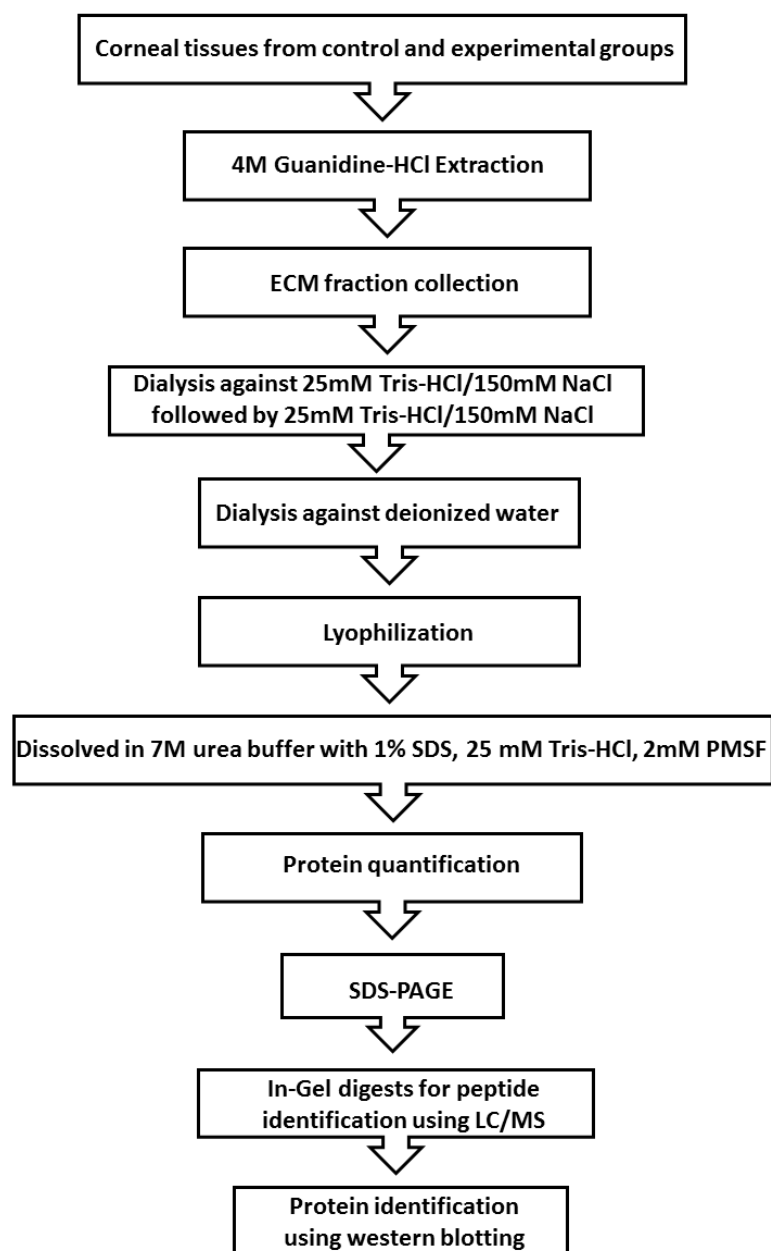 Corneal tissues from control and experimental groups
4M Guanidine-HCl Extraction
ECM fraction collection
Dialysis against 25mM Tris-HCl/150mM NaCl
followed by 25mM Tris-HCl/150mM NaCl
Dialysis against deionized water
Lyophilization
Dissolved in 7M urea buffer with 1% SDS, 25 mM Tris-HCl, 2mM PMSF
Protein quantification
SDS-PAGE
In-Gel digests for peptide
identification using LC/MS
Protein identification
using western blotting